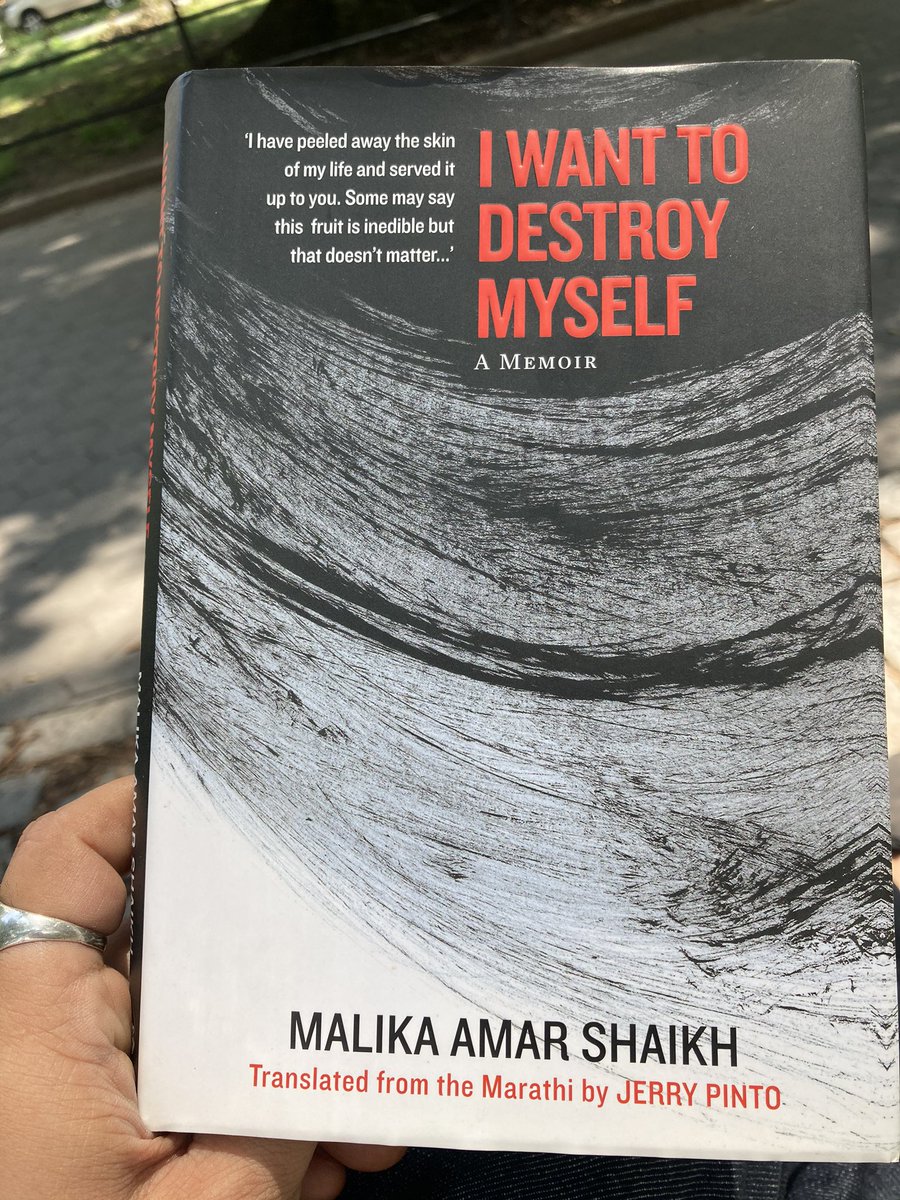 'I have peeled away the skin
of my life and served it
up to you. Some may say
this fruit is inedible but
that doesn't matter...'
I WANT TO
DESTROY
MYSELF
A MEMOIR
MALIKA AMAR SHAIKH
Translated from the Marathi by JERRY PINTO